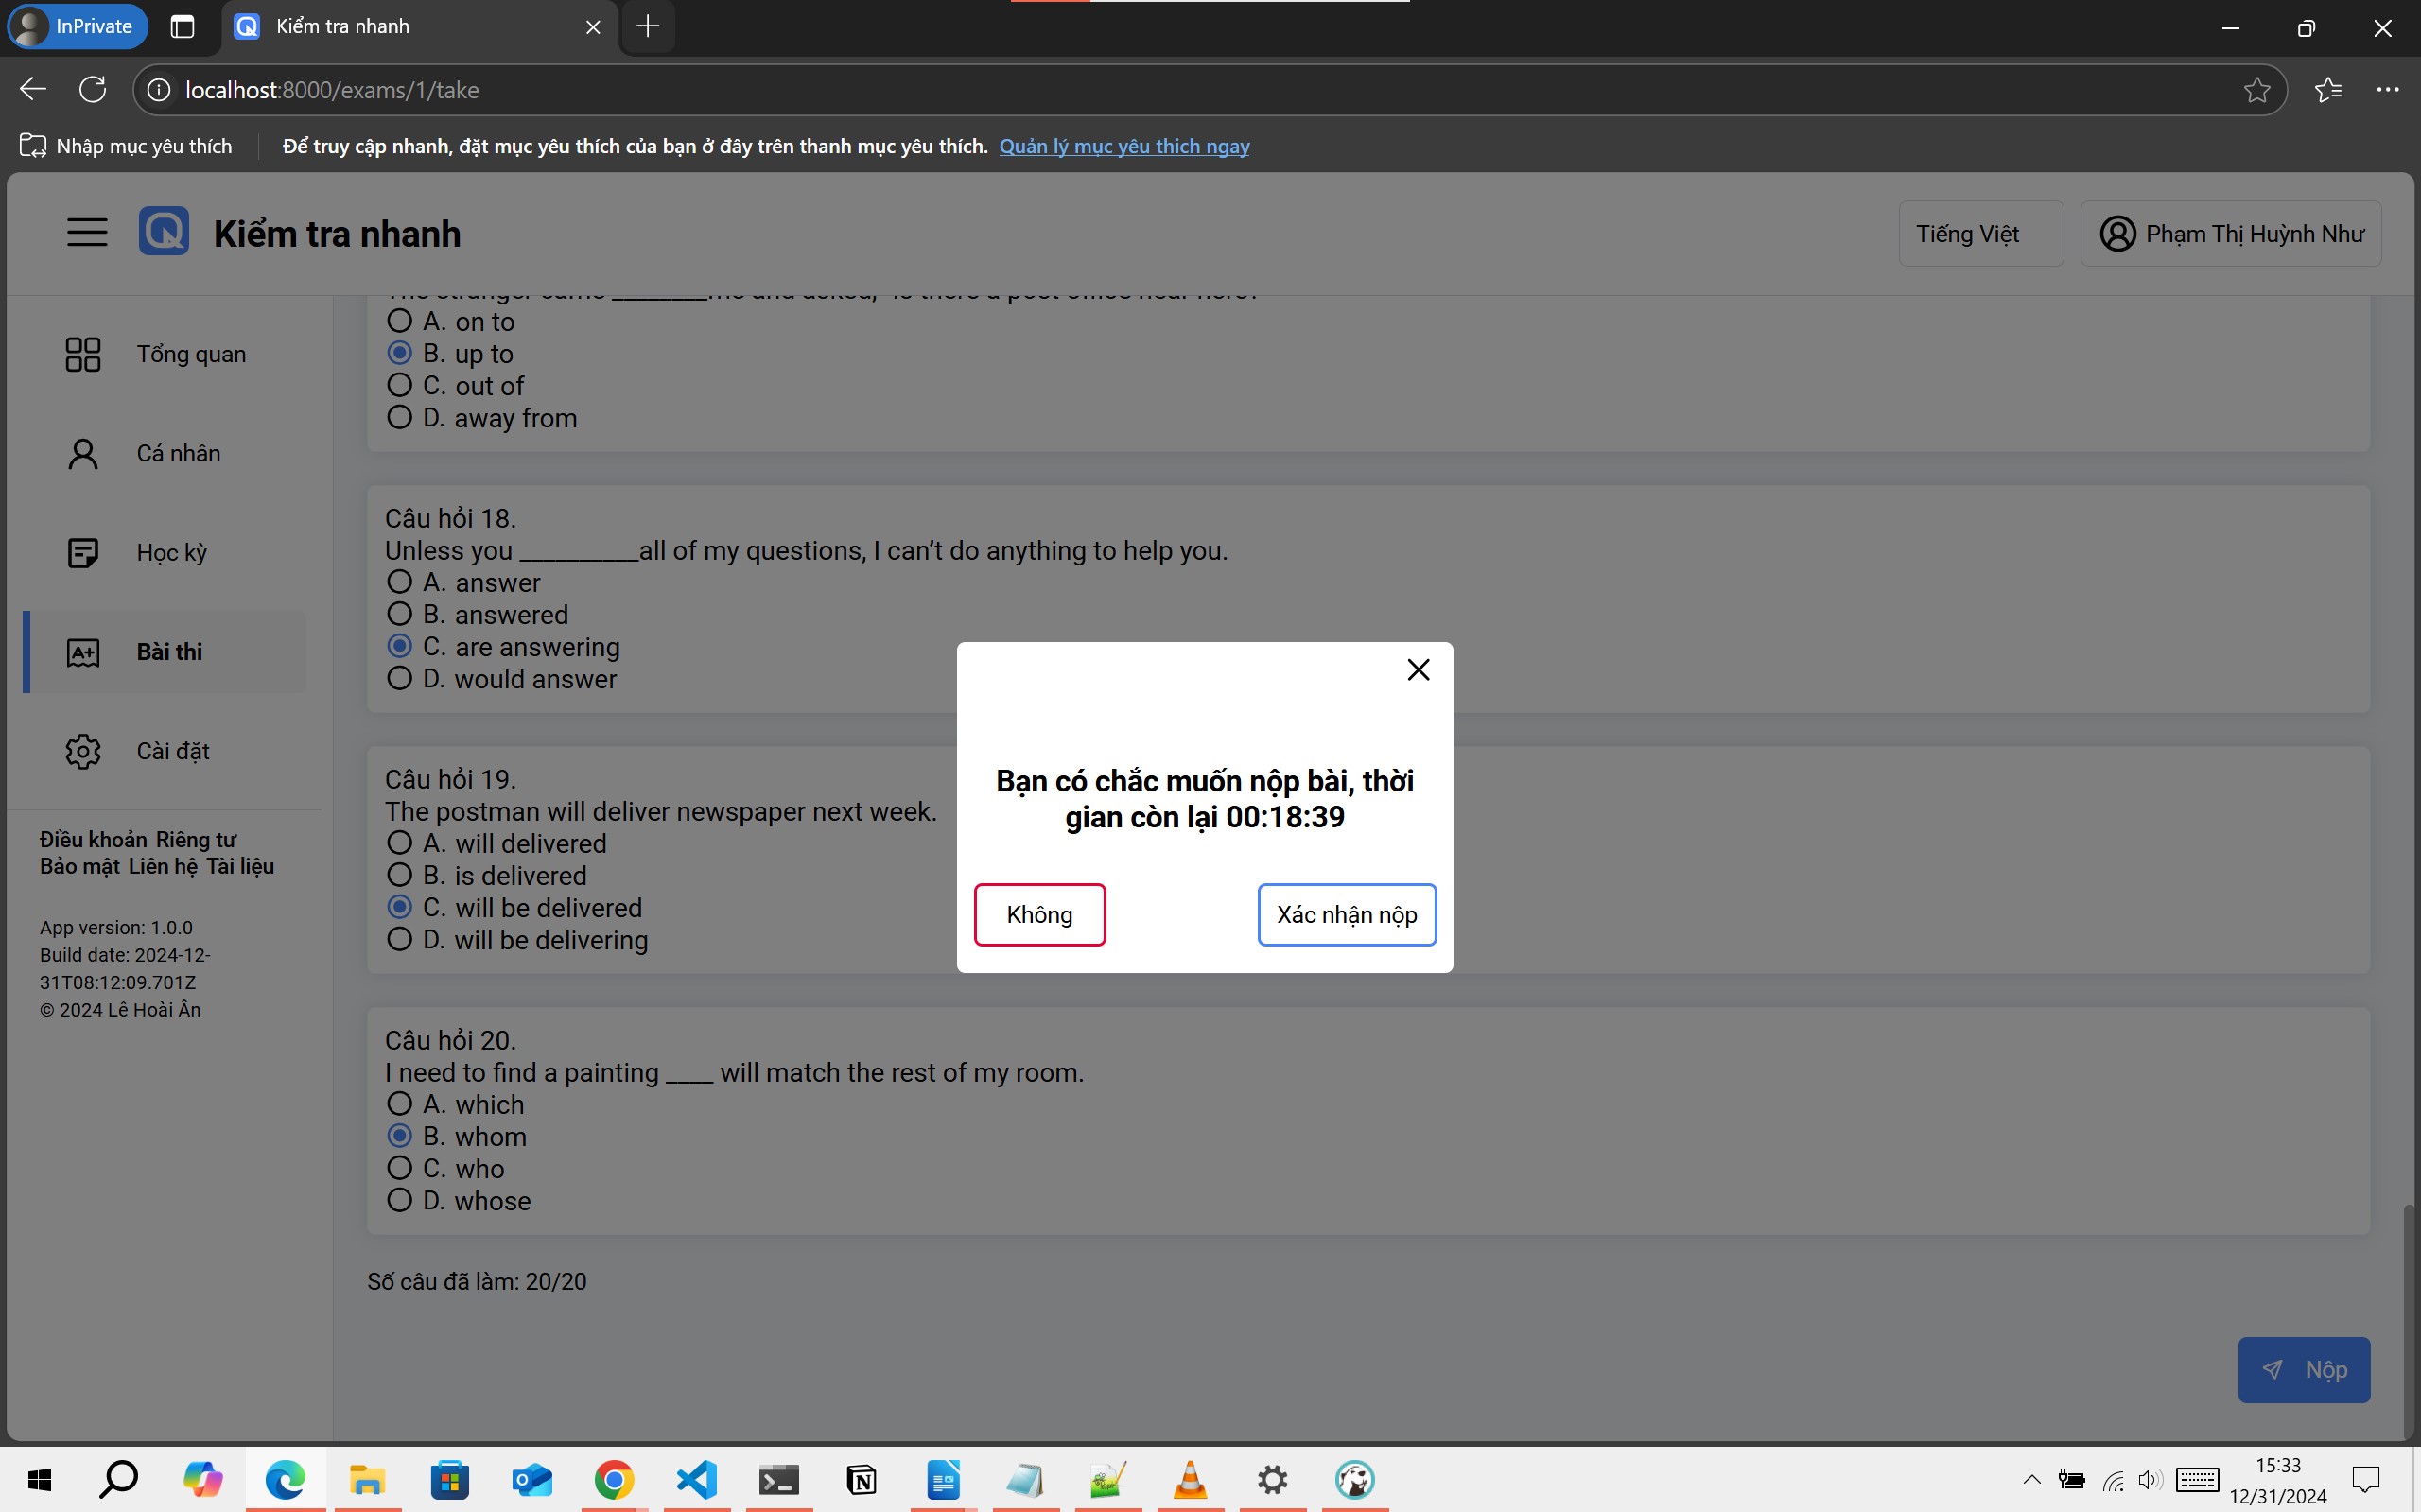 InPrivate
Kiểm tra nhanh
localhost:8000/exams/1/take
Nhập mục yêu thích
Để truy cập nhanh, đặt mục yêu thích của bạn ở đây trên thanh mục yêu thích. Quản lý mục yêu thich ngay
Kiểm tra nhanh
Tiếng Việt
Phạm Thị Huỳnh Như
Tổng quan
Cá nhân
Học kỳ
A+
Bài thi
Cài đặt
Điều khoản Riêng tư
Bảo mật Liên hệ Tài liệu
App version: 1.0.0
Build date: 2024-12-
31T08:12:09.701Z
© 2024 Lê Hoài Ân
A. on to
B. up to
C. out of
D. away from
Câu hỏi 18.
Unless you _________all of my questions, I can’t do anything to help you.
A. answer
B. answered
C. are answering
D. would answer
Câu hỏi 19.
The postman will deliver newspaper next week.
A. will delivered
B. is delivered
C. will be delivered
D. will be delivering
Câu hỏi 20.
I need to find a painting ____ will match the rest of my room.
A. which
B. whom
C. who
D. whose
Số câu đã làm: 20/20
Nộp
Bạn có chắc muốn nộp bài, thời
gian còn lại 00:18:39
Không
Xác nhận nộp
15:33
12/31/2024